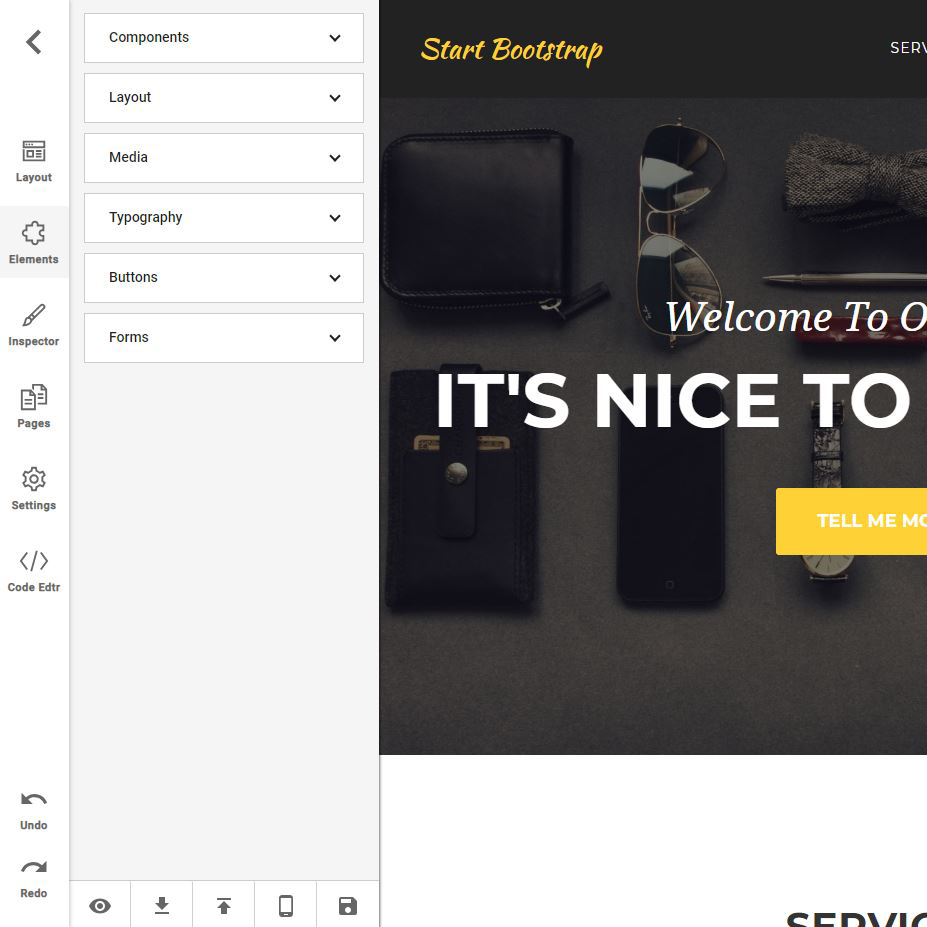 Components
Layout
Media
Typography
Buttons
Forms
Layout
Elements
Inspector
Pages
Settings
Code Edtr
Undo
Redo
Start Bootstrap
SERV
Welcome To O
IT'S NICE TO
TELL ME MO
SERVIC